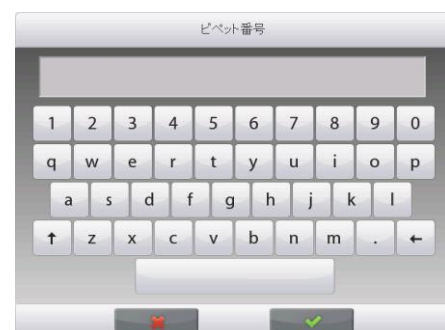 ピペット番号
1 2 3 4 5 6 7 8 9 0
q w e r t y u i o p
a s d f g h j k l
↑ z x c v b n m . ←